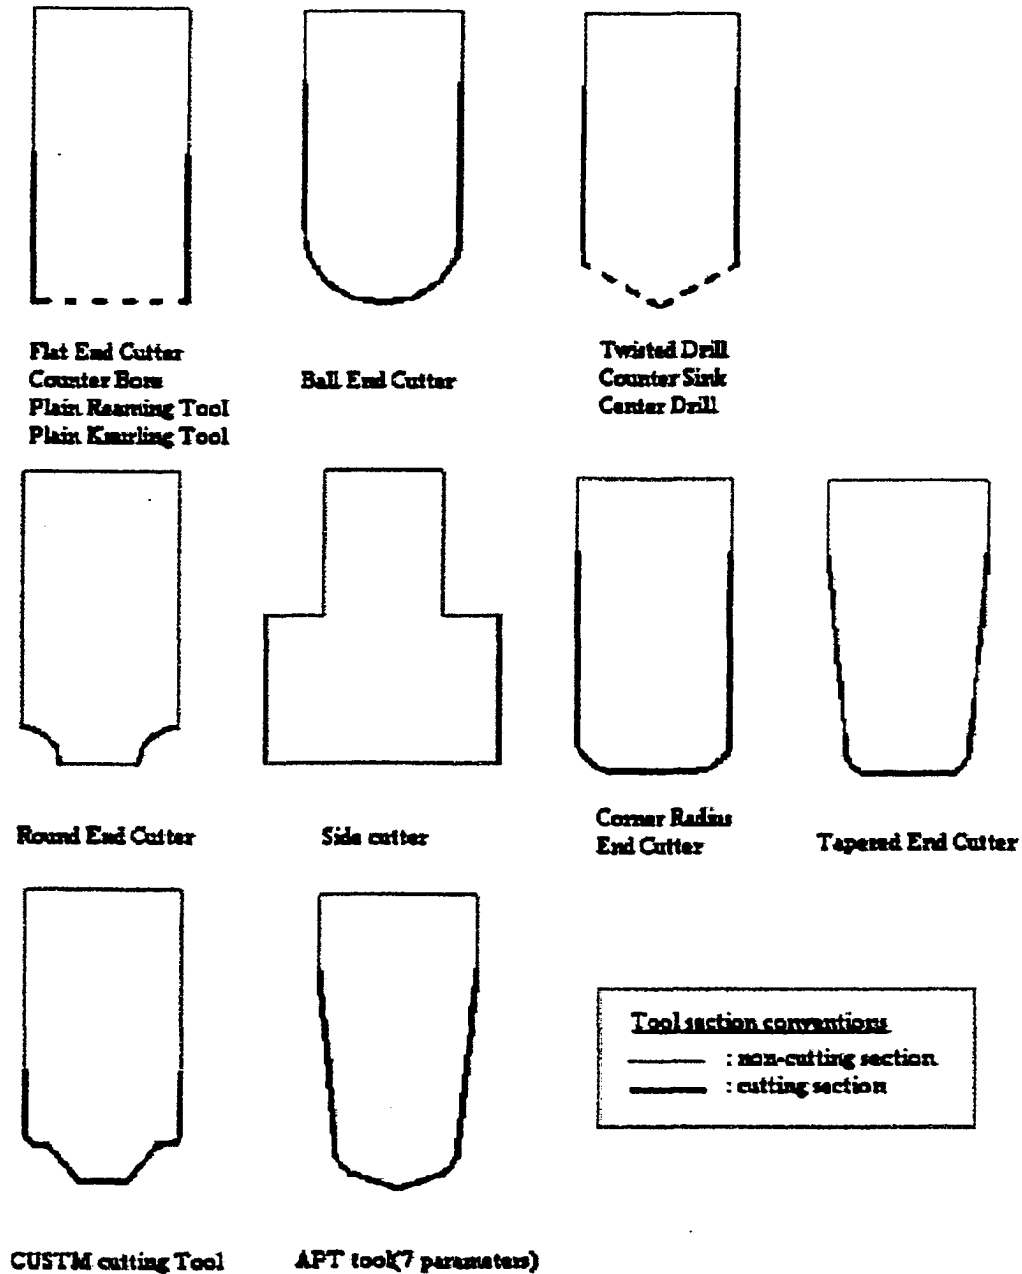 Flat End Cutter
Counter Bore
Plain Reaming Tool
Plain Knurling Tool
Ball End Cutter
Twisted Drill
Counter Sink
Center Drill
Round End Cutter
Side cutter
Corner Radius
End Cutter
Tapered End Cutter
CUSTM cutting Tool
APT tool(7 parameters)
Tool section conventions
: non-cutting section
: cutting section